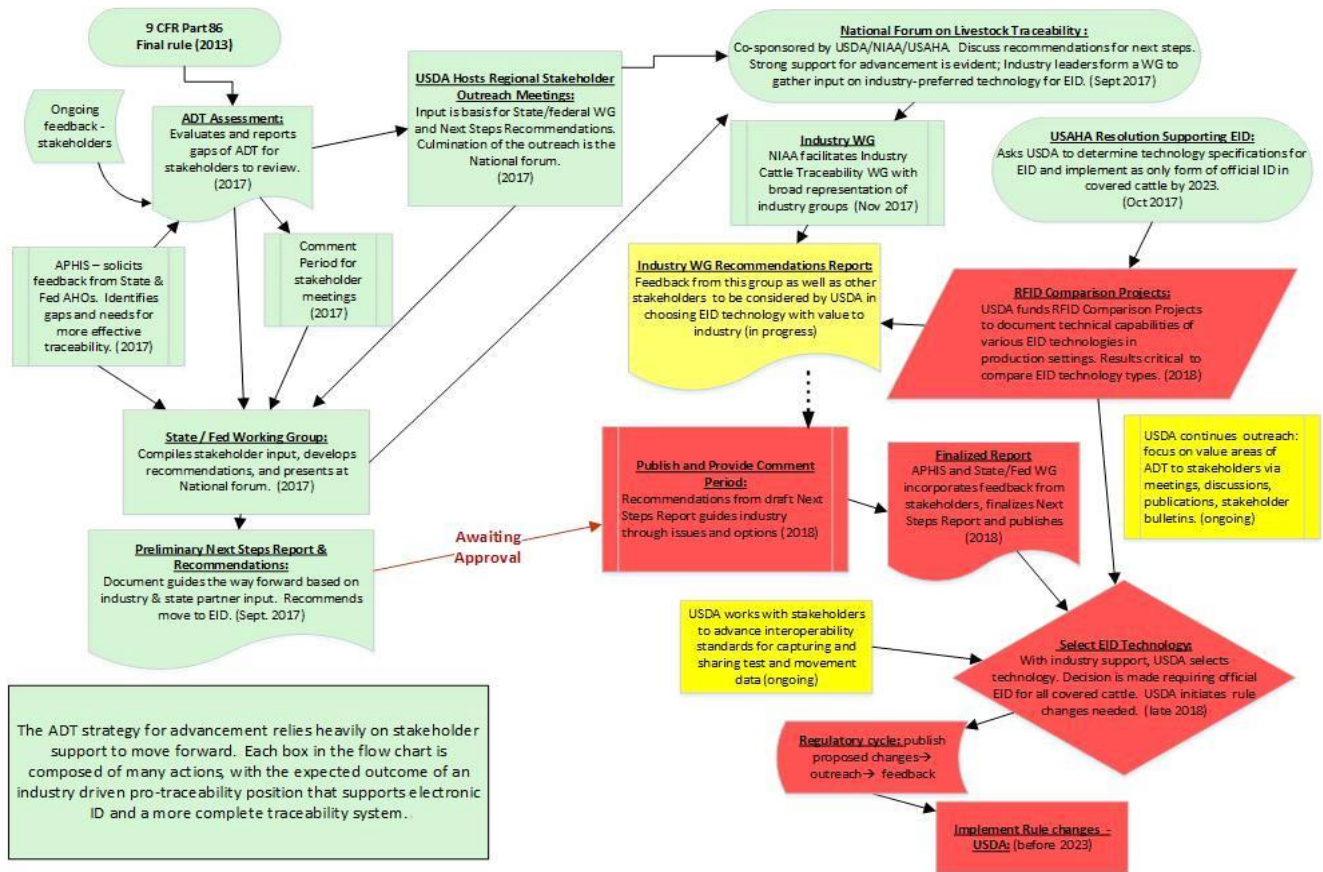 9 CFR Part 86
Final rule (2013)
Ongoing
feedback -
stakeholders
ADT Assessment:
Evaluates and reports
gaps of ADT for
stakeholders to review.
(2017)
USDA Hosts Regional Stakeholder
Outreach Meetings:
Input is basis for State/federal WG
and Next Steps Recommendations.
Culmination of the outreach is the
National forum.
(2017)
National Forum on Livestock Traceability :
Co-sponsored by USDA/NIAA/USAHA. Discuss recommendations for next steps.
Strong support for advancement is evident; Industry leaders form a WG to
gather input on industry-preferred technology for EID. (Sept 2017)
Industry WG
NIAA facilitates Industry
Cattle Traceability WG with
broad representation of
industry groups (Nov 2017)
USAHA Resolution Supporting EID:
Asks USDA to determine technology specifications for
EID and implement as only form of official ID in
covered cattle by 2023.
(Oct 2017)
APHIS – solicits
feedback from State &
Fed AHOs. Identifies
gaps and needs for
more effective
traceability. (2017)
Comment
Period for
stakeholder
meetings
(2017)
Industry WG Recommendations Report:
Feedback from this group as well as other
stakeholders to be considered by USDA in
choosing EID technology with value to
industry (in progress)
RFID Comparison Projects:
USDA funds RFID Comparison Projects
to document technical capabilities of
various EID technologies in
production settings. Results critical to
compare EID technology types. (2018)
State / Fed Working Group:
Compiles stakeholder input, develops
recommendations, and presents at
National forum. (2017)
Publish and Provide Comment
Period:
Recommendations from draft Next
Steps Report guides industry
through issues and options (2018)
Finalized Report
APHIS and State/Fed WG
incorporates feedback from
stakeholders, finalizes Next
Steps Report and publishes
(2018)
USDA continues outreach:
focus on value areas of
ADT to stakeholders via
meetings, discussions,
publications, stakeholder
bulletins. (ongoing)
Preliminary Next Steps Report &
Recommendations:
Document guides the way forward based on
industry & state partner input. Recommends
move to EID. (Sept. 2017)
Awaiting
Approval
USDA works with stakeholders
to advance interoperability
standards for capturing and
sharing test and movement
data (ongoing)
Select EID Technology:
With industry support, USDA selects
technology. Decision is made requiring official
EID for all covered cattle. USDA initiates rule
changes needed. (late 2018)
The ADT strategy for advancement relies heavily on stakeholder
support to move forward. Each box in the flow chart is
composed of many actions, with the expected outcome of an
industry driven pro-traceability position that supports electronic
ID and a more complete traceability system.
Regulatory cycle: publish
proposed changes→
outreach→ feedback
Implement Rule changes -
USDA: (before 2023)